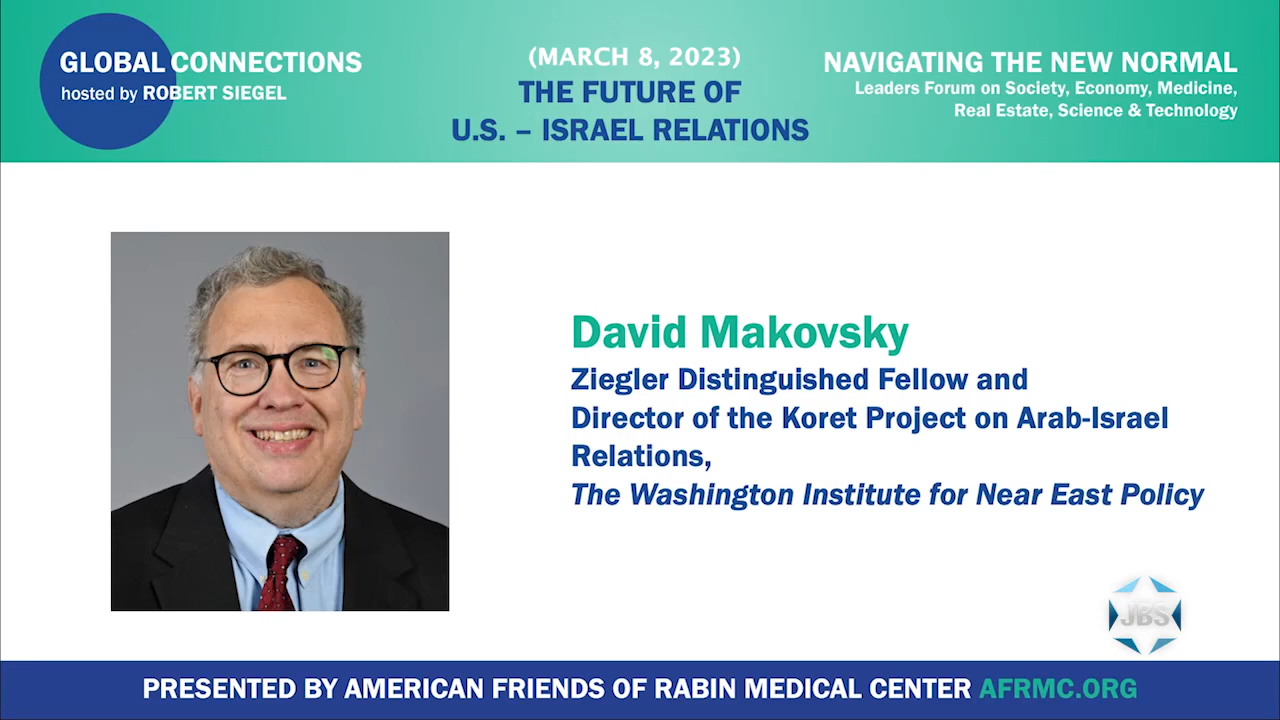 GLOBAL CONNECTIONS
hosted by ROBERT SIEGEL
(MARCH 8, 2023)
THE FUTURE OF
U.S. – ISRAEL RELATIONS
NAVIGATING THE NEW NORMAL
Leaders Forum on Society, Economy, Medicine,
Real Estate, Science & Technology
David Makovsky
Ziegler Distinguished Fellow and
Director of the Koret Project on Arab-Israel
Relations,
The Washington Institute for Near East Policy
JBS
PRESENTED BY AMERICAN FRIENDS OF RABIN MEDICAL CENTER AFRMC.ORG